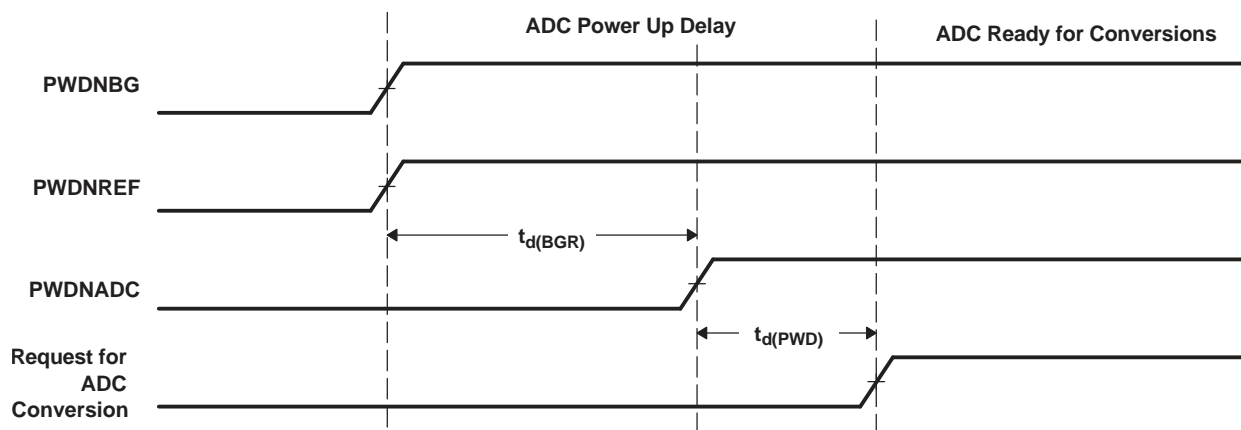 ADC Power Up Delay
ADC Ready for Conversions
PWDNBG
PWDNREF
td(BGR)
PWDNADC
td(PWD)
Request for
ADC
Conversion